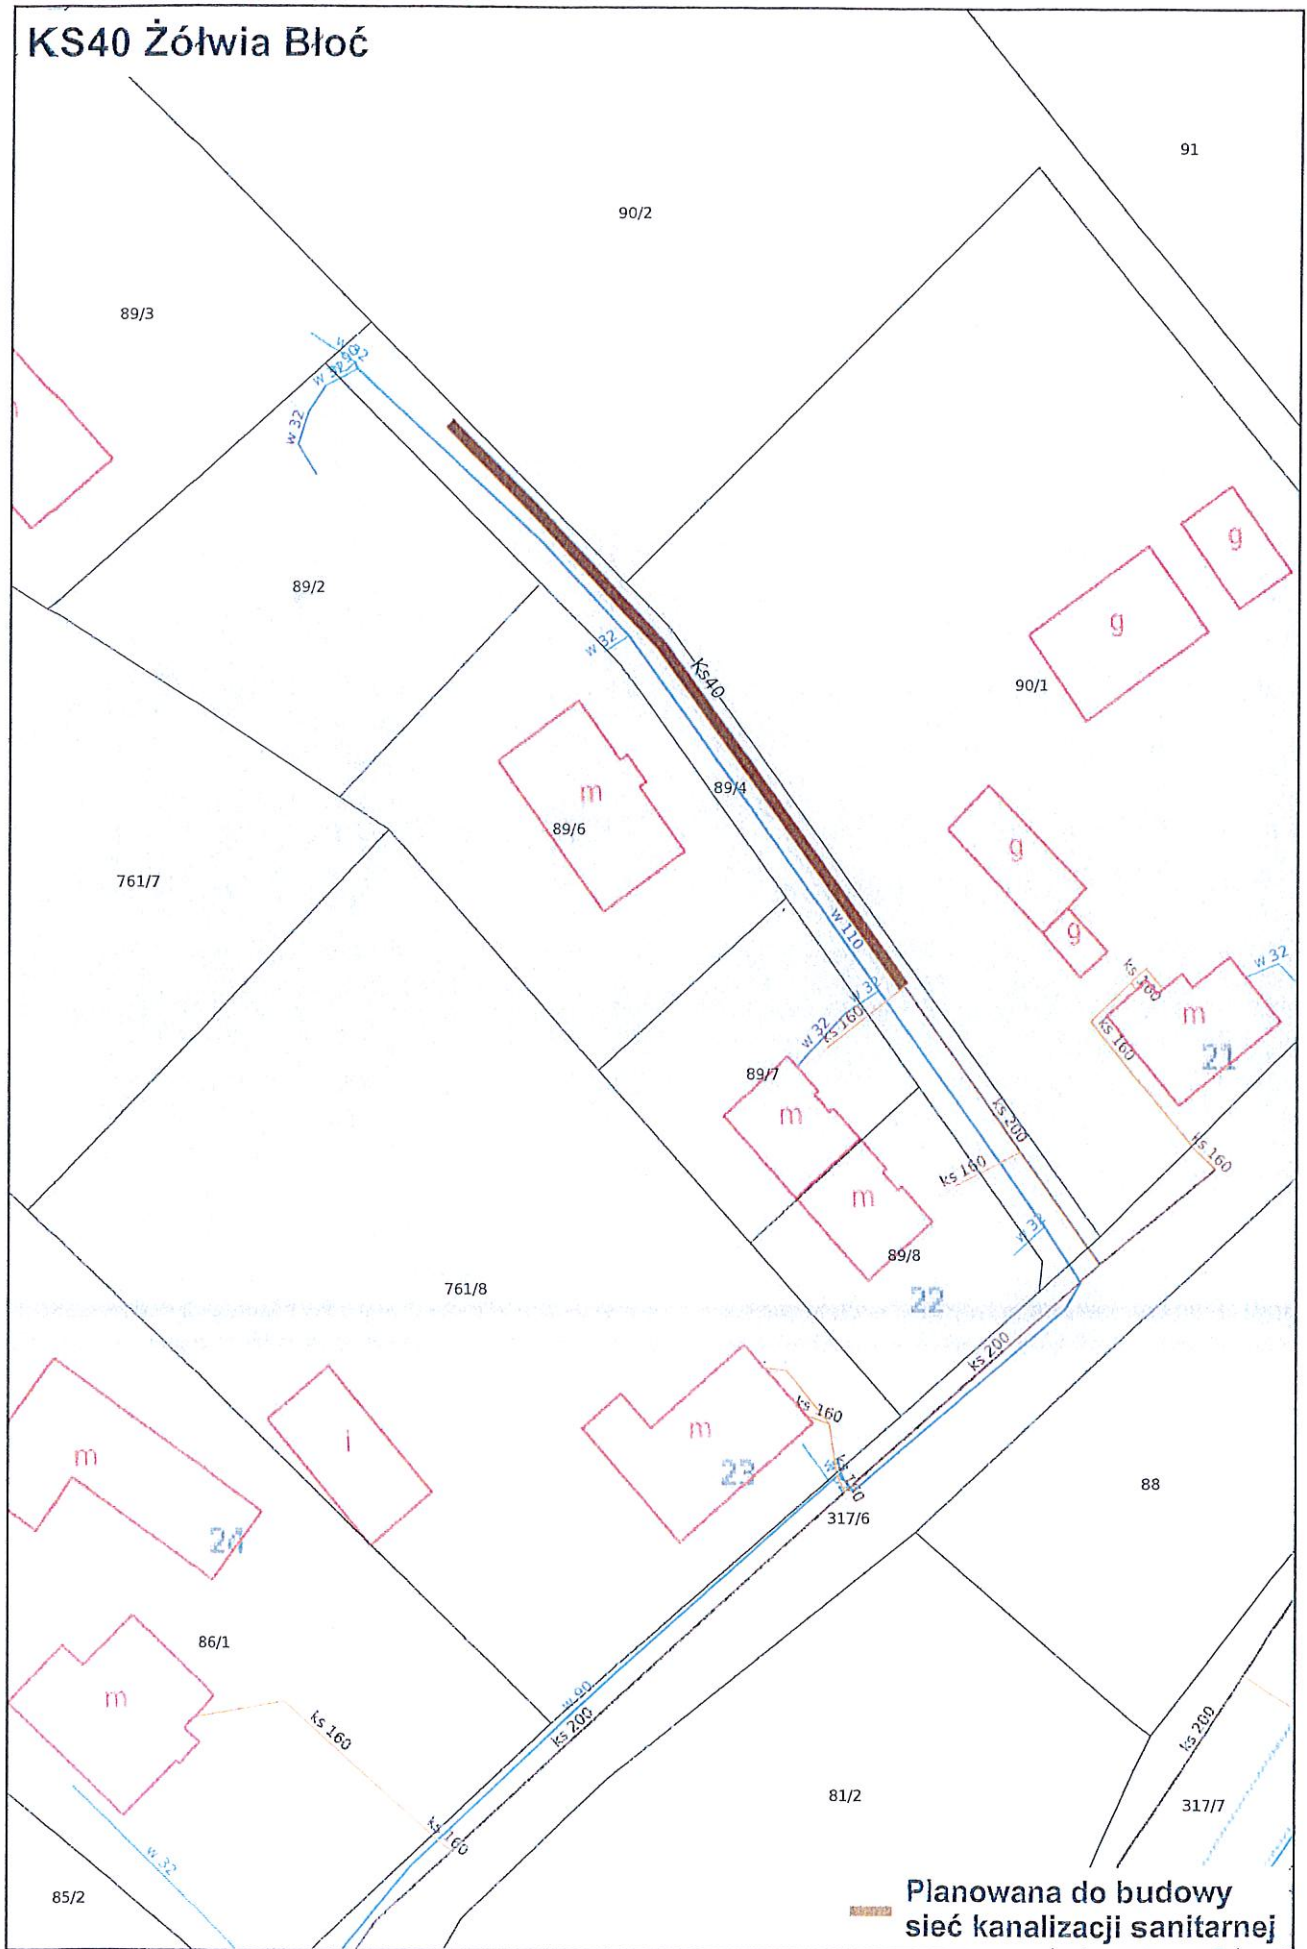 KS40 Żółwia Błoć
91
90/2
89/3
w 32
w 32
89/2
g
g
w 32
Ks40
90/1
89/4
m
89/6
g
761/7
w 110
g
w 32
ks 160
w 32
m
ks 160
w 32
ks 160
21
89/7
m
ks 200
ks 160
ks 160
m
w 32
89/8
761/8
22
ks 200
ks 160
m
i
m
23
88
317/6
24
86/1
m
w 90
ks 200
ks 160
ks 200
81/2
317/7
ks 160
w 32
85/2
Planowana do budowy
sieć kanalizacji sanitarnej